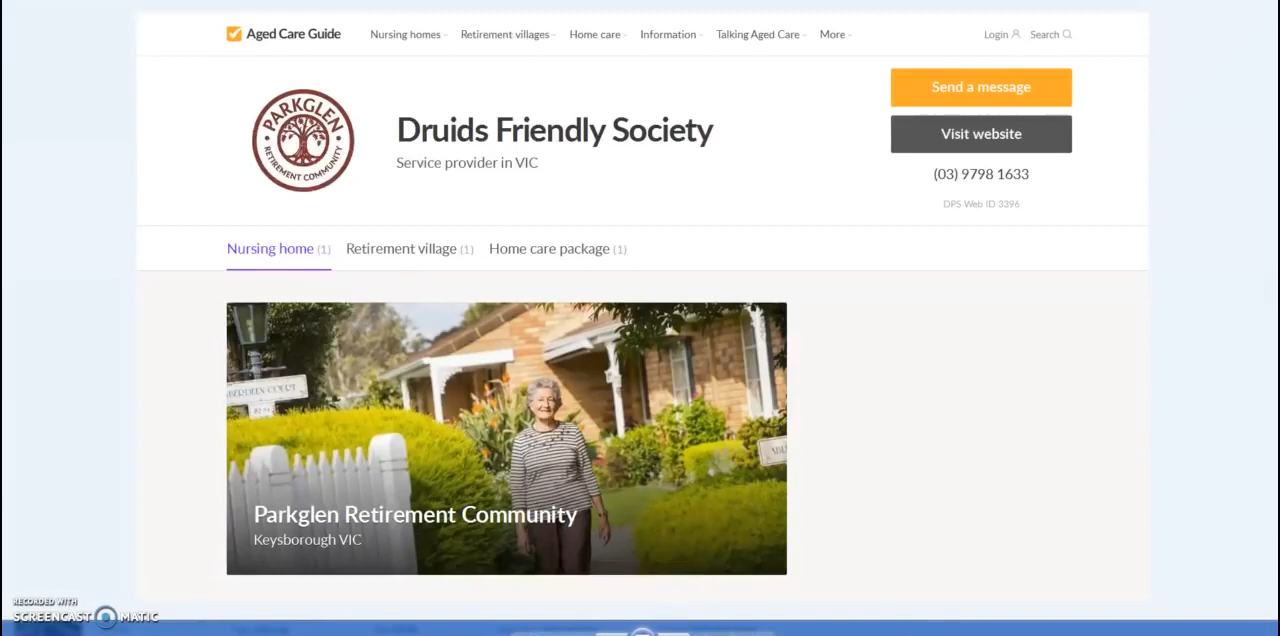 Aged Care Guide Nursing homes Retirement villages Home care Information Talking Aged Care More Login Search
PARKGLEN
RETIREMENT COMMUNITY
Druids Friendly Society
Service provider in VIC
Send a message
Visit website
(03) 9798 1633
DPS Web ID 3396
Nursing home (1) Retirement village (1) Home care package (1)
ABERDEEN COURT
Parkglen Retirement Community
Keysborough VIC
RECORDED WITH
SCREENCAST MATIC